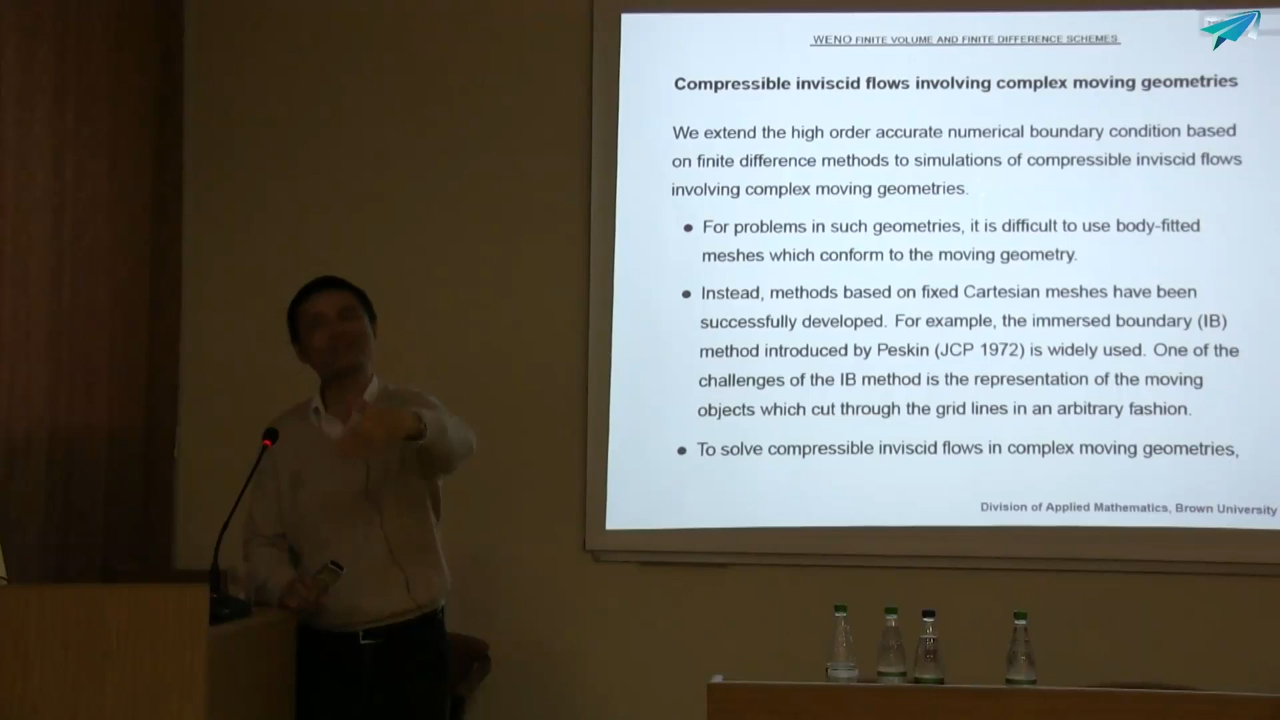 WENO FINITE VOLUME AND FINITE DIFFERENCE SCHEMES
Compressible inviscid flows involving complex moving geometries
We extend the high order accurate numerical boundary condition based
on finite difference methods to simulations of compressible inviscid flows
involving complex moving geometries.
● For problems in such geometries, it is difficult to use body-fitted
meshes which conform to the moving geometry.
● Instead, methods based on fixed Cartesian meshes have been
successfully developed. For example, the immersed boundary (IB)
method introduced by Peskin (JCP 1972) is widely used. One of the
challenges of the IB method is the representation of the moving
objects which cut through the grid lines in an arbitrary fashion.
● To solve compressible inviscid flows in complex moving geometries,
Division of Applied Mathematics, Brown University